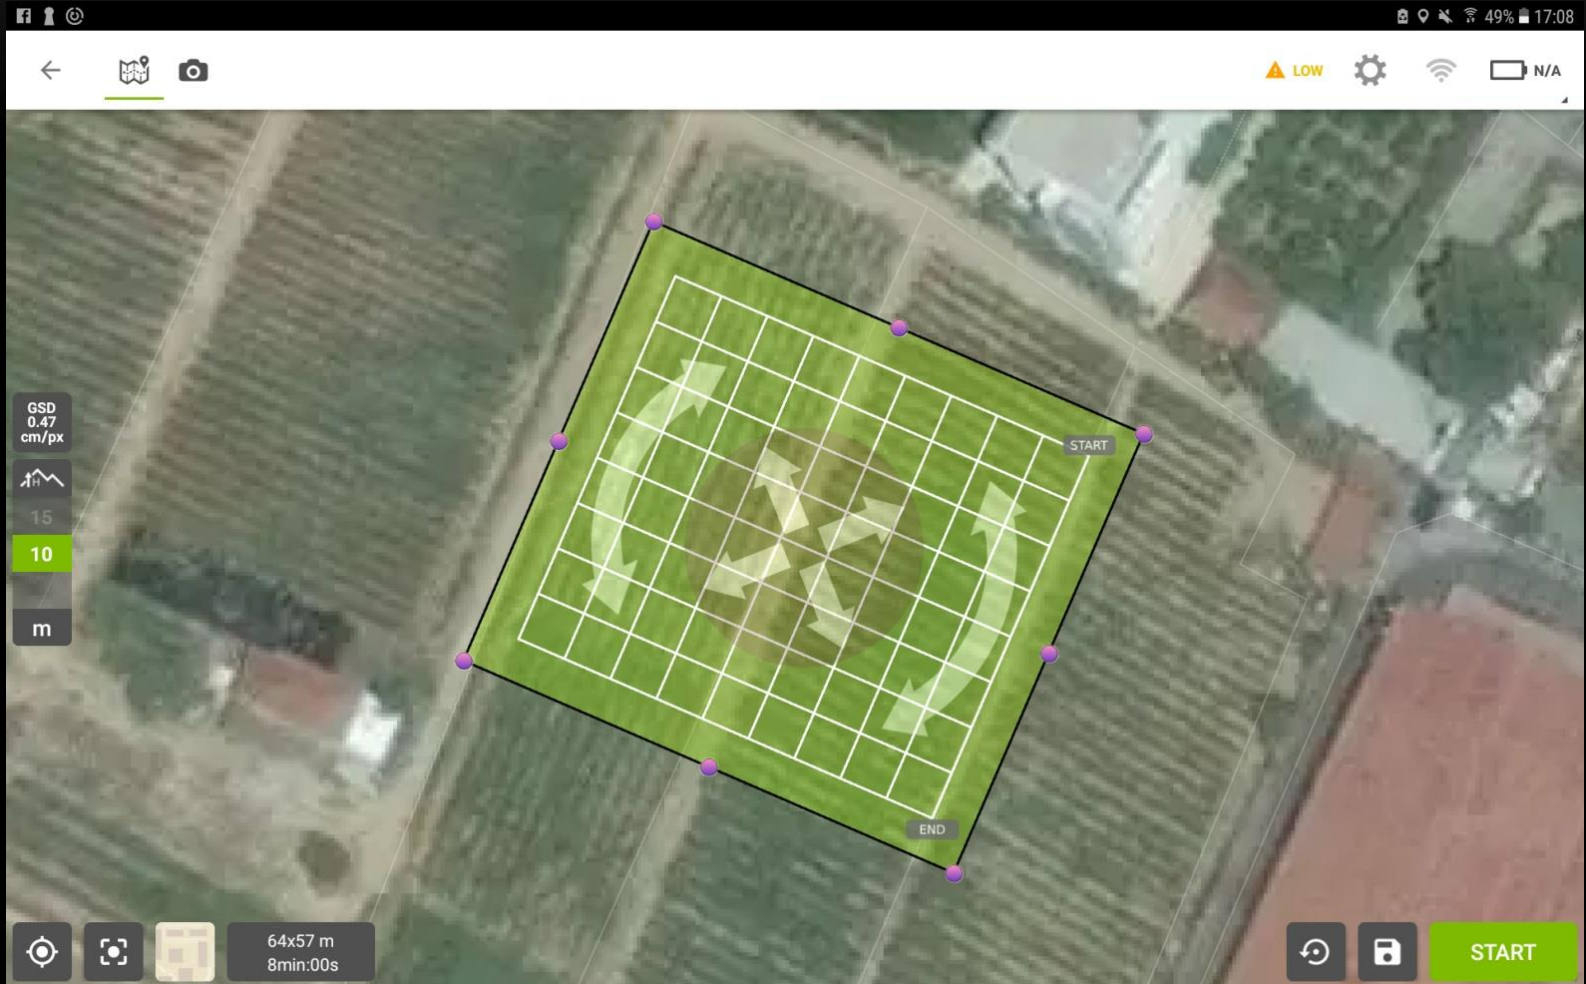 49% 17:08
LOW
N/A
START
GSD
0.47
cm/px
H
15
10
m
END
64x57 m
8min:00s
START